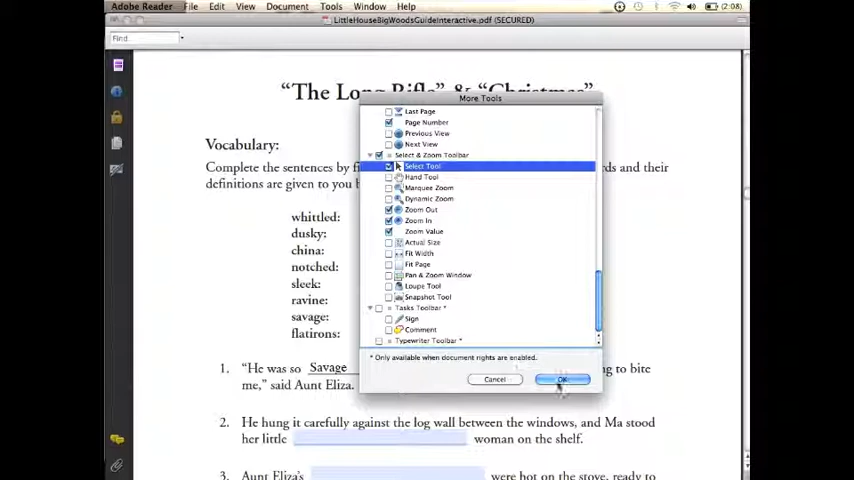 Adobe Reader File Edit View Document Tools Window Help (2:08)
LittleHouseBigWoodsGuideInteractive.pdf (SECURED)
Find
"The Long Rifle" & "Christmas"
More Tools
Last Page
Page Number
Previous View
Next View
Select & Zoom Toolbar
Select Tool
Hand Tool
Marquee Zoom
Dynamic Zoom
Zoom Out
Zoom In
Zoom Value
Actual Size
Fit Width
Fit Page
Pan & Zoom Window
Loupe Tool
Snapshot Tool
Tasks Toolbar *
Sign
Comment
Typewriter Toolbar *
* Only available when document rights are enabled.
Cancel OK
Vocabulary:
Complete the sentences by words and their
definitions are given to you
whittled:
dusky:
china:
notched:
sleek:
ravine:
savage:
flatirons:
1. "He was so Savage to bite
me," said Aunt Eliza.
2. He hung it carefully against the log wall between the windows, and Ma stood
her little woman on the shelf.
3. Aunt Eliza's were hot on the stove, ready to